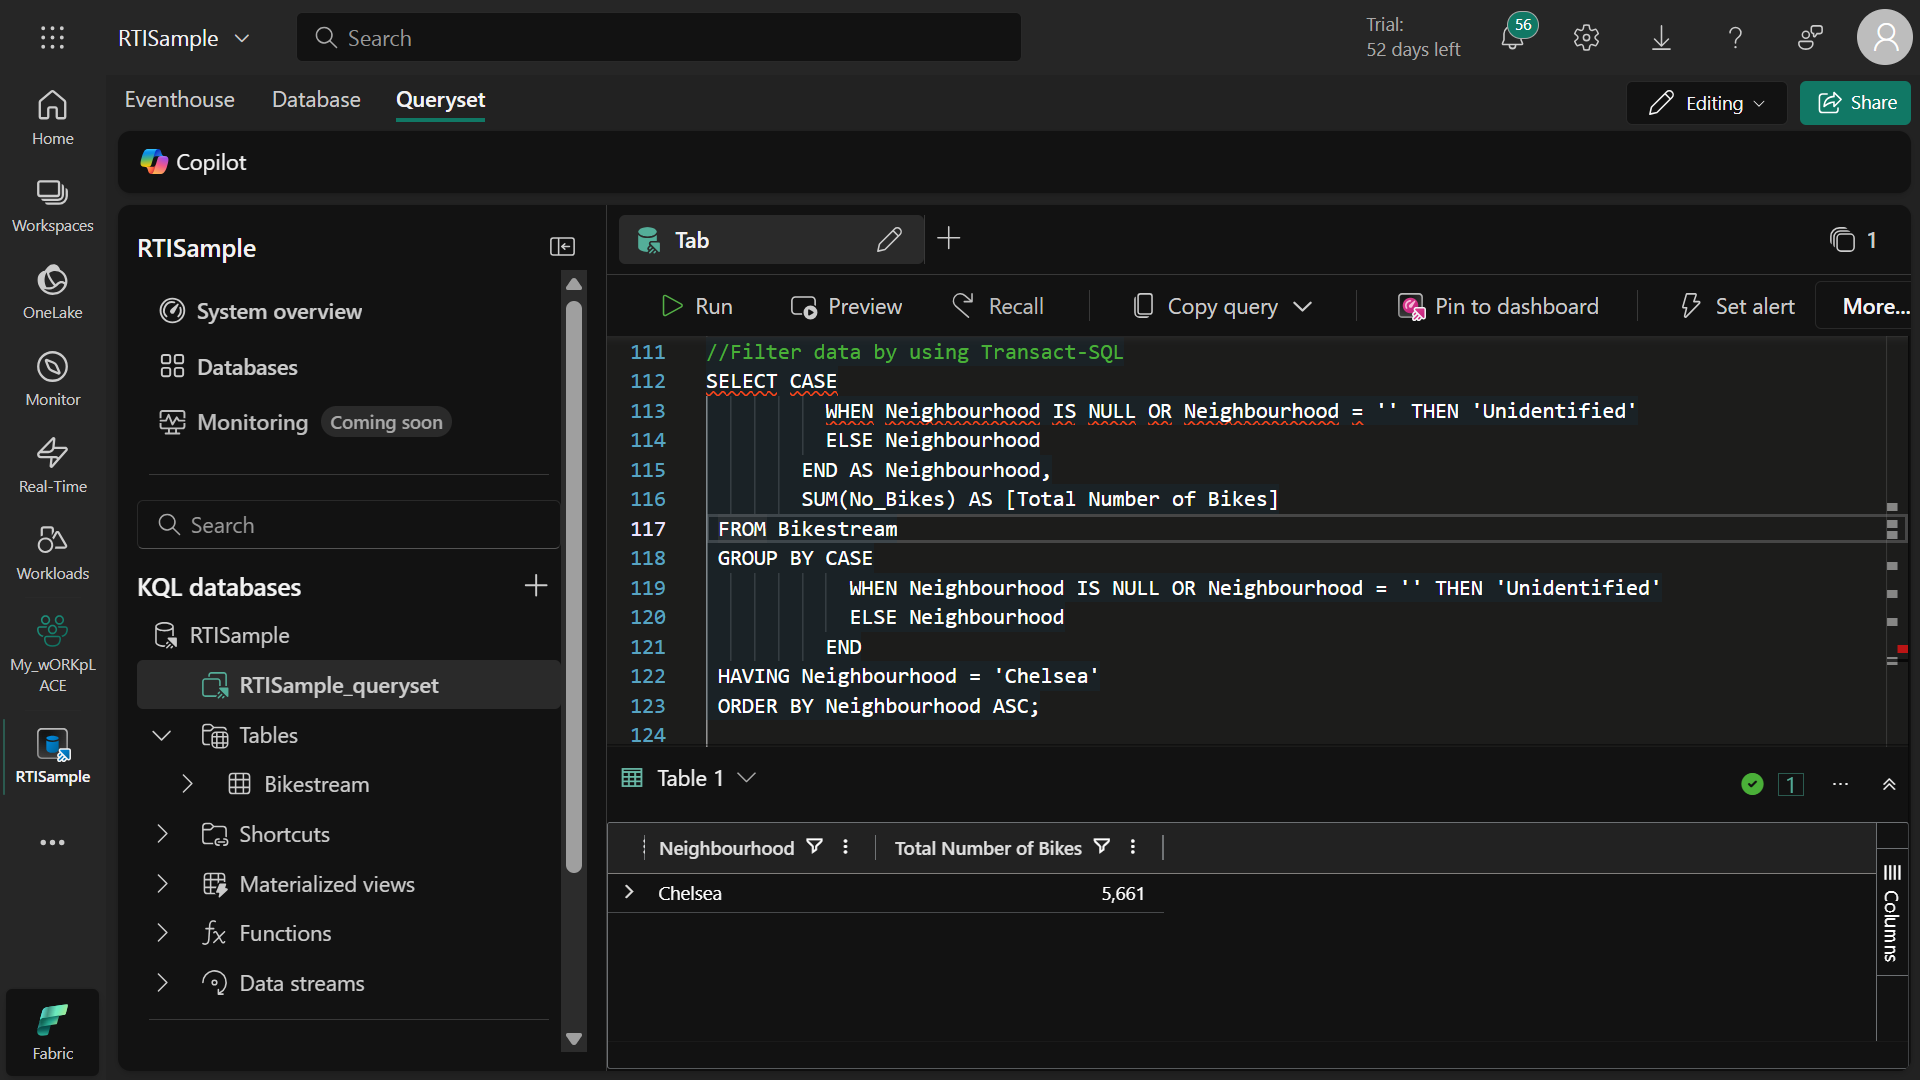 RTISample
Search
Trial:
52 days left
56
Home
Workspaces
OneLake
Monitor
Real-Time
Workloads
My_wORKpL
ACE
RTISample
Fabric
Eventhouse
Database
Queryset
Editing
Share
Copilot
RTISample
System overview
Databases
Monitoring
Coming soon
Search
KQL databases
RTISample
RTISample_queryset
Tables
Bikestream
Shortcuts
Materialized views
Functions
Data streams
Tab
1
Run
Preview
Recall
Copy query
Pin to dashboard
Set alert
More...
111 //Filter data by using Transact-SQL
112 SELECT CASE
113 WHEN Neighbourhood IS NULL OR Neighbourhood = '' THEN 'Unidentified'
114 ELSE Neighbourhood
115 END AS Neighbourhood,
116 SUM(No_Bikes) AS [Total Number of Bikes]
117 FROM Bikestream
118 GROUP BY CASE
119 WHEN Neighbourhood IS NULL OR Neighbourhood = '' THEN 'Unidentified'
120 ELSE Neighbourhood
121 END
122 HAVING Neighbourhood = 'Chelsea'
123 ORDER BY Neighbourhood ASC;
124
Table 1
1
Neighbourhood
Total Number of Bikes
Chelsea
5,661
Columns